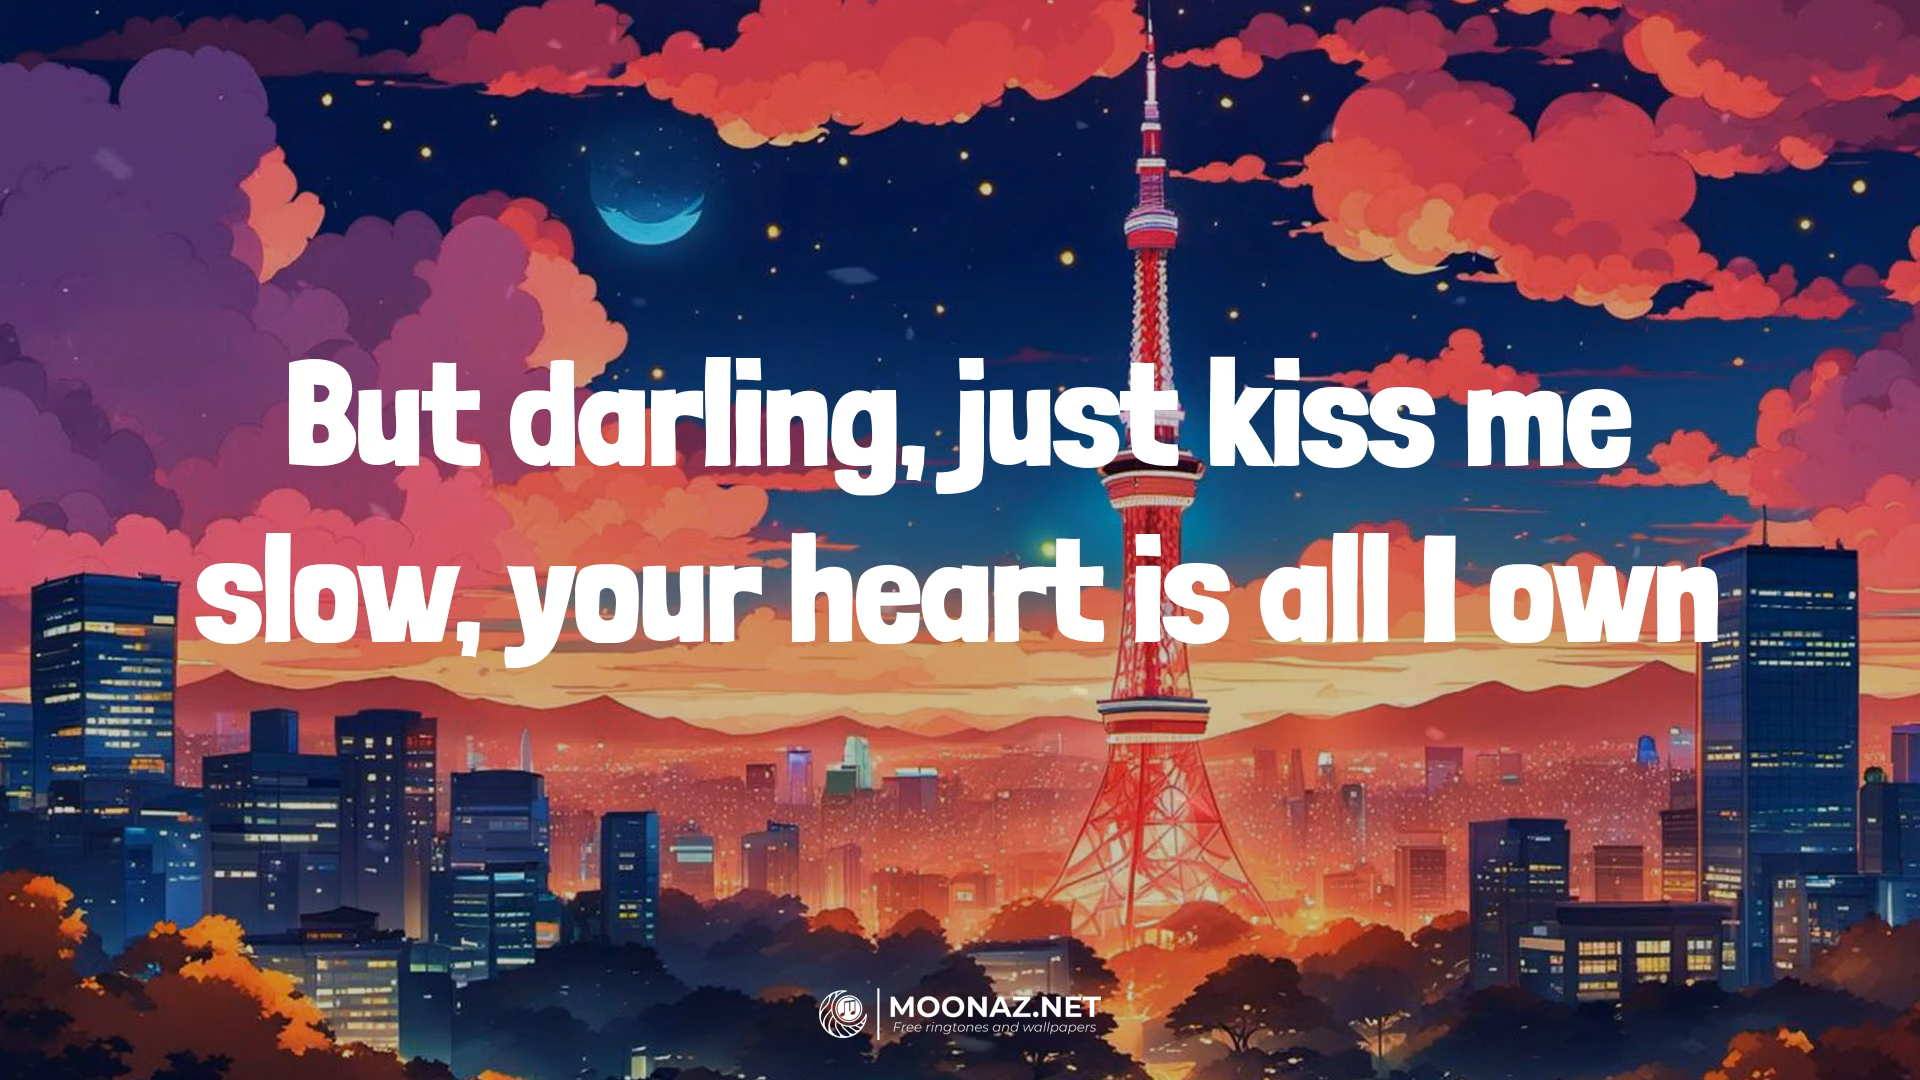 But darling, just kiss me
slow, your heart is all I own
MOONAZ.NET
Free ringtones and wallpapers